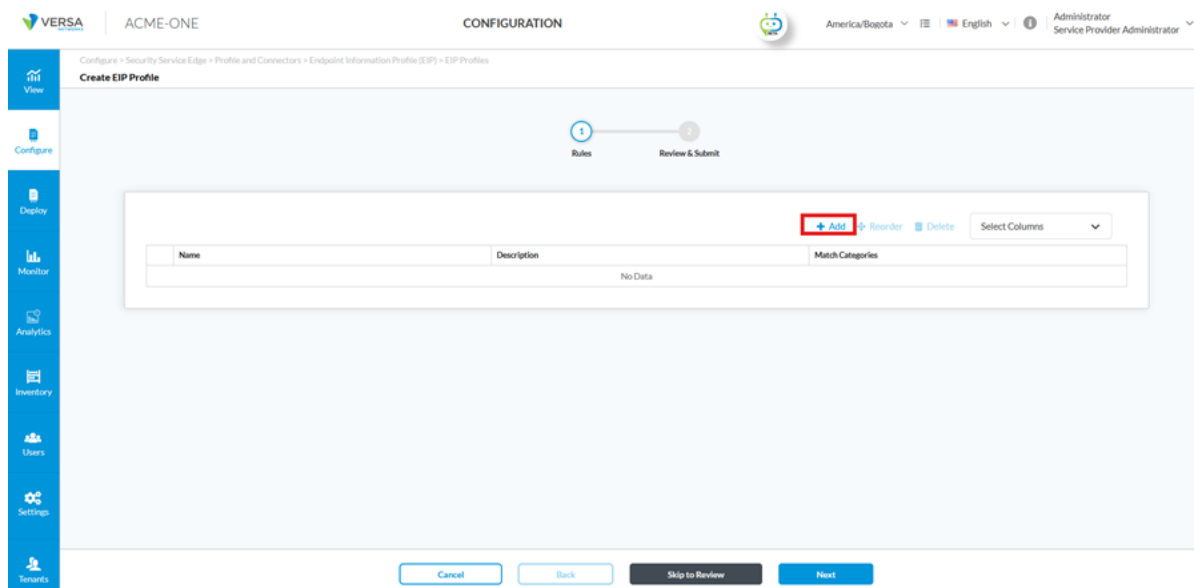 VERSA
NETWORKS
ACME-ONE
CONFIGURATION
America/Bogota
English
Administrator
Service Provider Administrator
Configure > Security Service Edge > Profile and Connectors > Endpoint Information Profile (EIP) > EIP Profiles
Create EIP Profile
View
Configure
Deploy
Monitor
Analytics
Inventory
Users
Settings
Tenants
1
2
Rules
Review & Submit
+ Add
Reorder
Delete
Select Columns
Name
Description
Match Categories
No Data
Cancel
Back
Skip to Review
Next